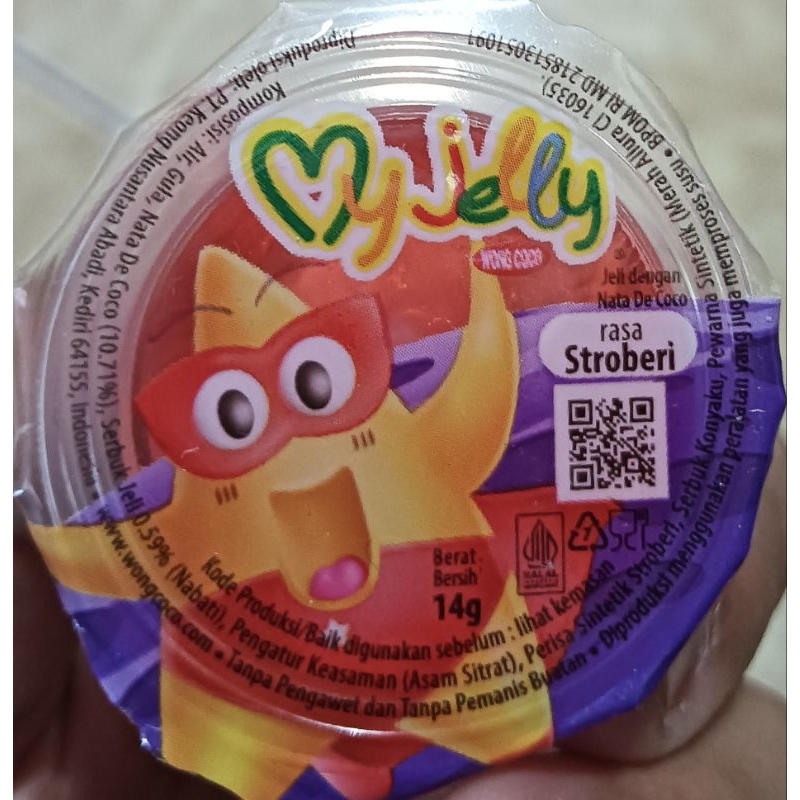 My jelly
WONG COCO
Jeli dengan
Nata De Coco
rasa
Stroberi
Berat
Bersih
14g
HALAL
7
Komposisi: Air, Gula, Nata De Coco (10.71%), Serbuk Jeli 0.59% (Nabati), Pengatur Keasaman (Asam Sitrat), Perisa Sintetik Stroberi, Serbuk Konyaku, Pewarna Sintetik (Merah Allura CI 16035).
Kode Produksi/Baik digunakan sebelum : lihat kemasan
Diproduksi oleh: PT. Keong Nusantara Abadi, Kediri 64155, Indonesia • www.wongcoco.com • Tanpa Pengawet dan Tanpa Pemanis Buatan • Diproduksi menggunakan peralatan yang juga memproses susu • BPOM RI MD 218513051091